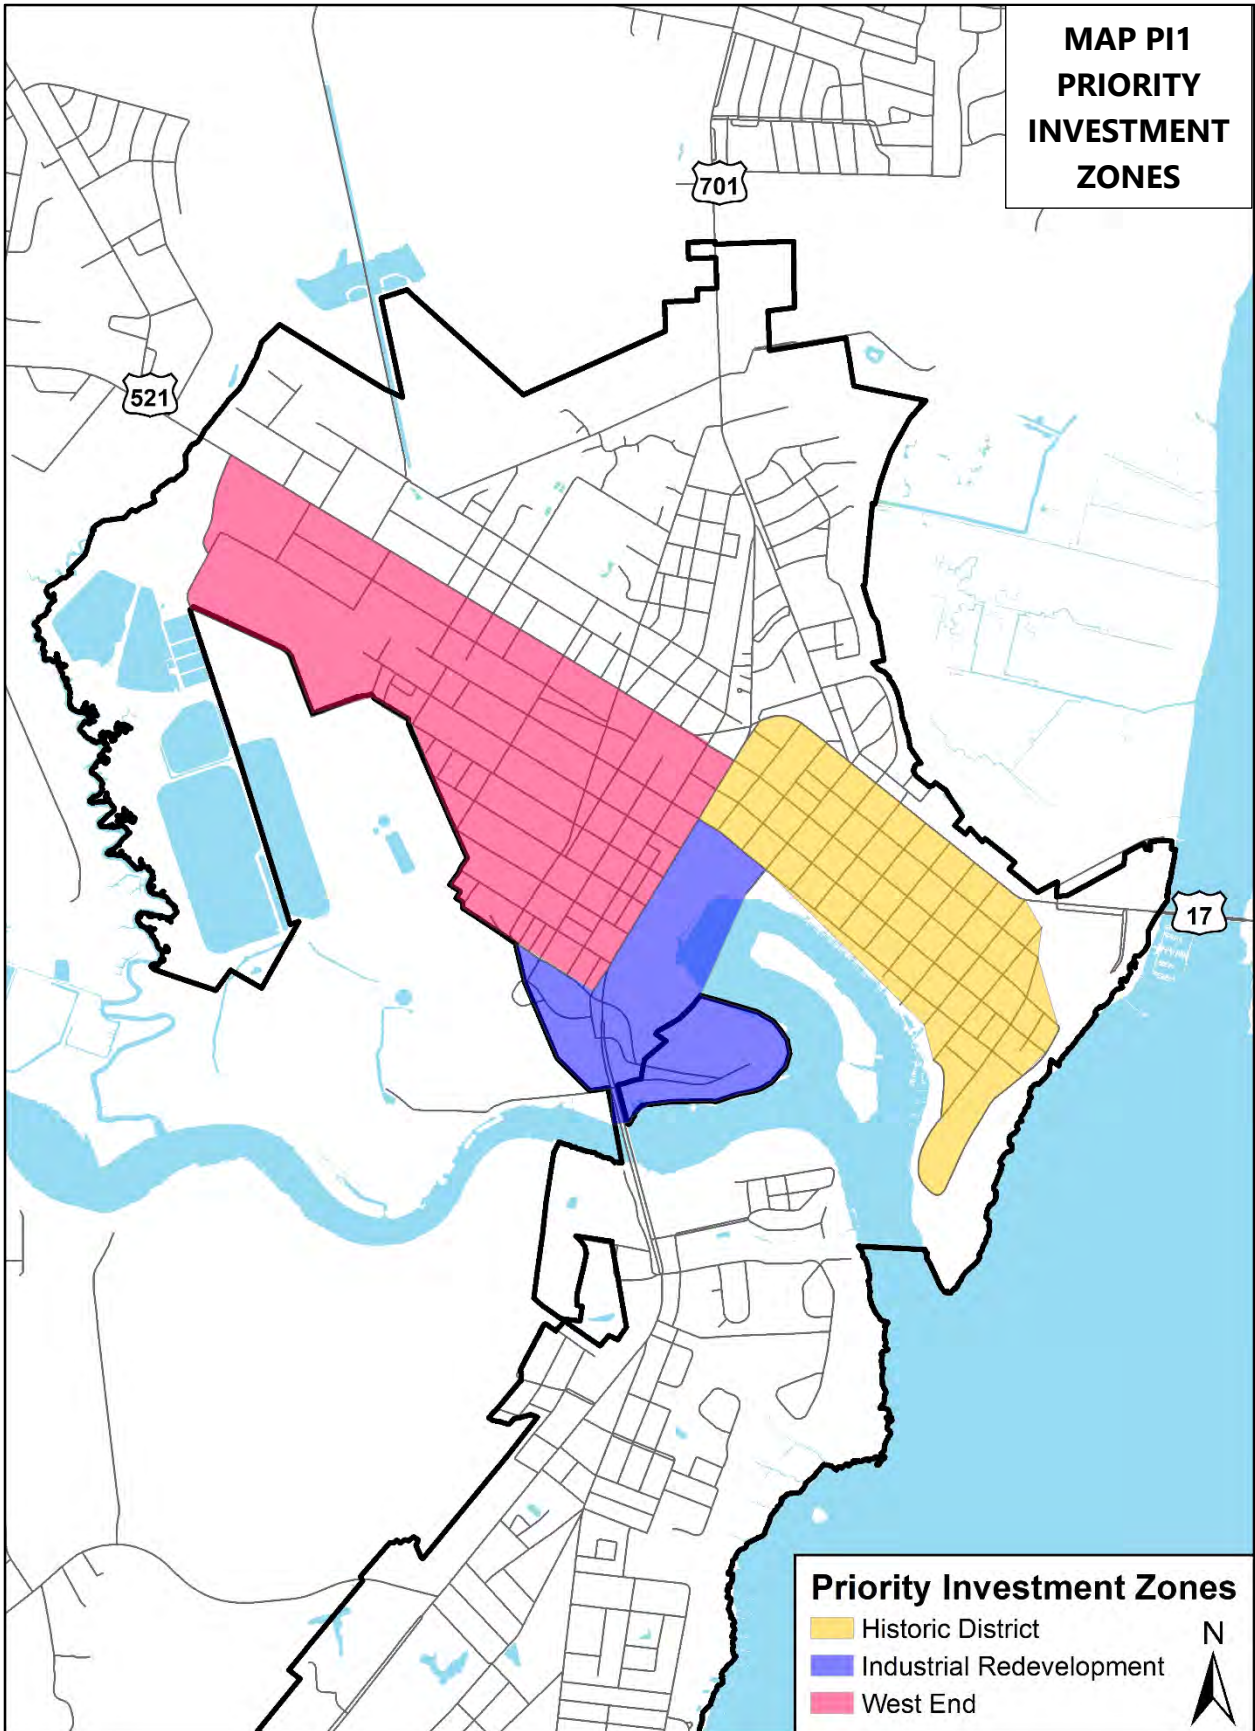 MAP PI1
PRIORITY
INVESTMENT
ZONES
701
521
17
Priority Investment Zones
Historic District
Industrial Redevelopment
West End
N